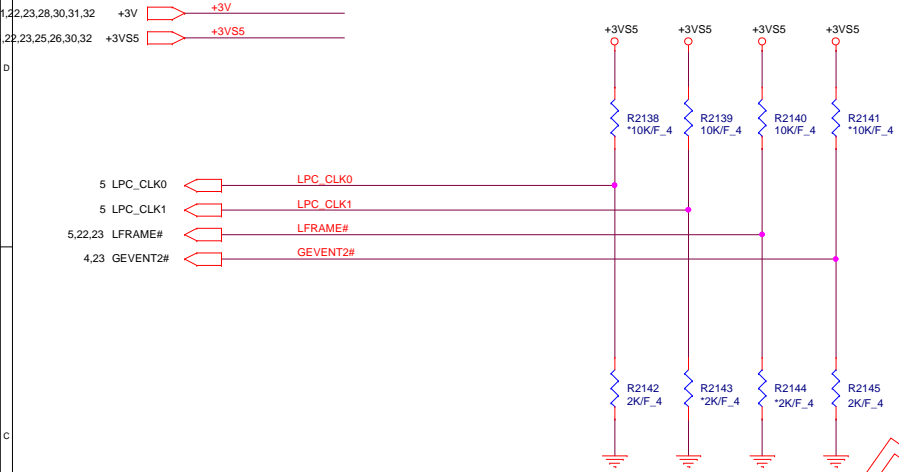 1,22,23,28,30,31,32 +3V +3V
,22,23,25,26,30,32 +3VS5 +3VS5
+3VS5 +3VS5 +3VS5 +3VS5
D
R2138 R2139 R2140 R2141
*10K/F_4 10K/F_4 10K/F_4 *10K/F_4
5 LPC_CLK0 LPC_CLK0
5 LPC_CLK1 LPC_CLK1
5,22,23 LFRAME# LFRAME#
4,23 GEVENT2# GEVENT2#
R2142 R2143 R2144 R2145
2K/F_4 *2K/F_4 *2K/F_4 2K/F_4
C